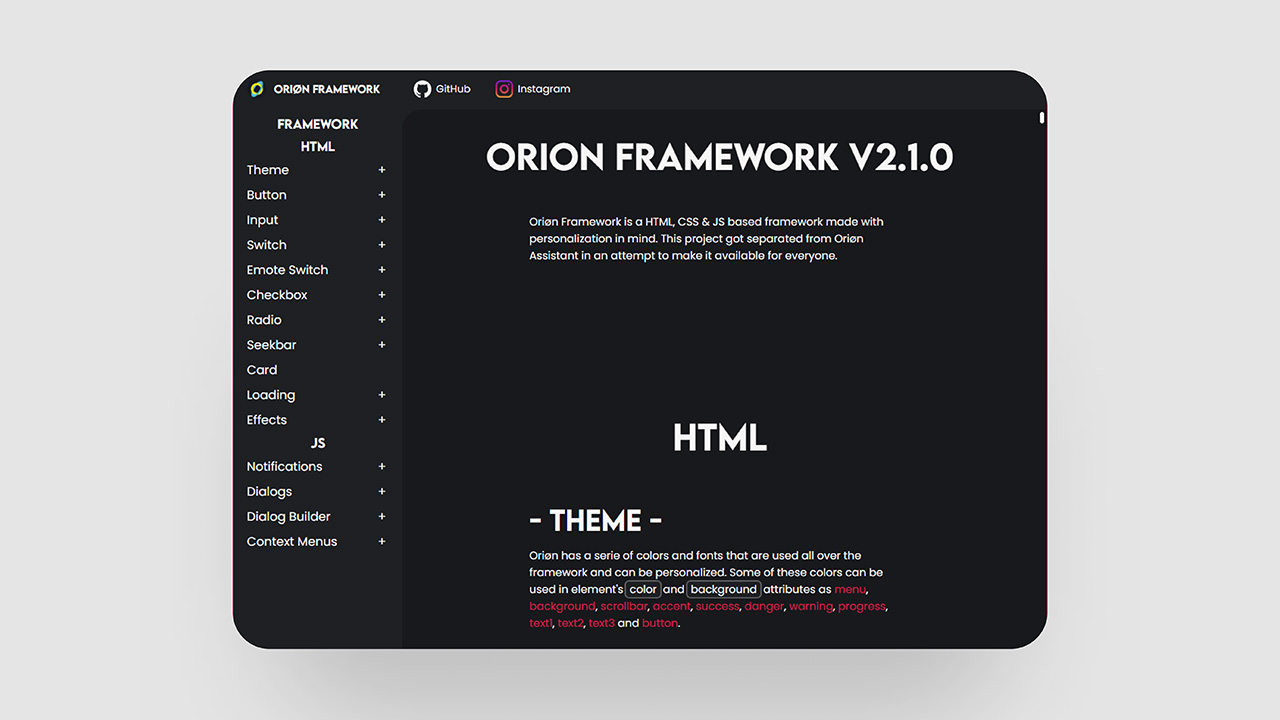 ORIØN FRAMEWORK
GitHub
Instagram
FRAMEWORK
HTML
Theme +
Button +
Input +
Switch +
Emote Switch +
Checkbox +
Radio +
Seekbar +
Card
Loading +
Effects +
JS
Notifications +
Dialogs +
Dialog Builder +
Context Menus +
ORION FRAMEWORK V2.1.0
Oriøn Framework is a HTML, CSS & JS based framework made with
personalization in mind. This project got separated from Oriøn
Assistant in an attempt to make it available for everyone.
HTML
- THEME -
Oriøn has a serie of colors and fonts that are used all over the
framework and can be personalized. Some of these colors can be
used in element's color and background attributes as menu,
background, scrollbar, accent, success, danger, warning, progress,
text1, text2, text3 and button.